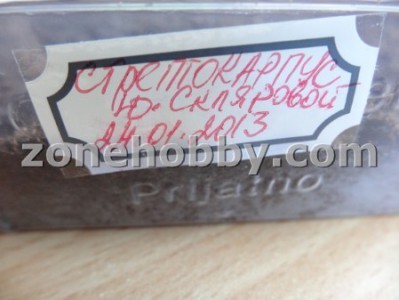 СТРЕПТОКАРПУС
Ю. Скляровой
24.01.2013
zonehobby.com
Prijatno